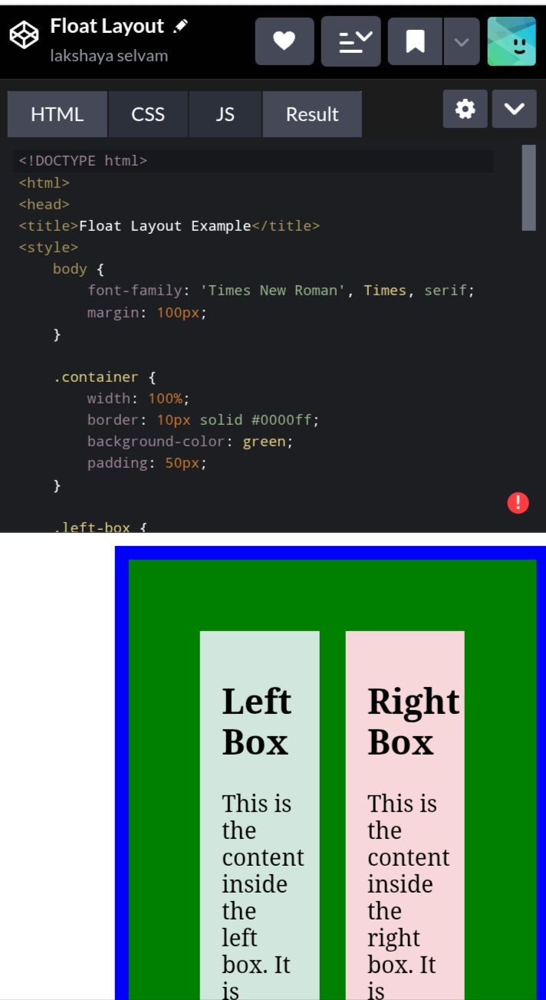 Float Layout
lakshaya selvam
HTML CSS JS Result
<!DOCTYPE html>
<html>
<head>
<title>Float Layout Example</title>
<style>
body {
font-family: 'Times New Roman', Times, serif;
margin: 100px;
}
.container {
width: 100%;
border: 10px solid #0000ff;
background-color: green;
padding: 50px;
}
.left-box {
Left
Box
This is
the
content
inside
the
left
box. It
is
Right
Box
This is
the
content
inside
the
right
box. It
is